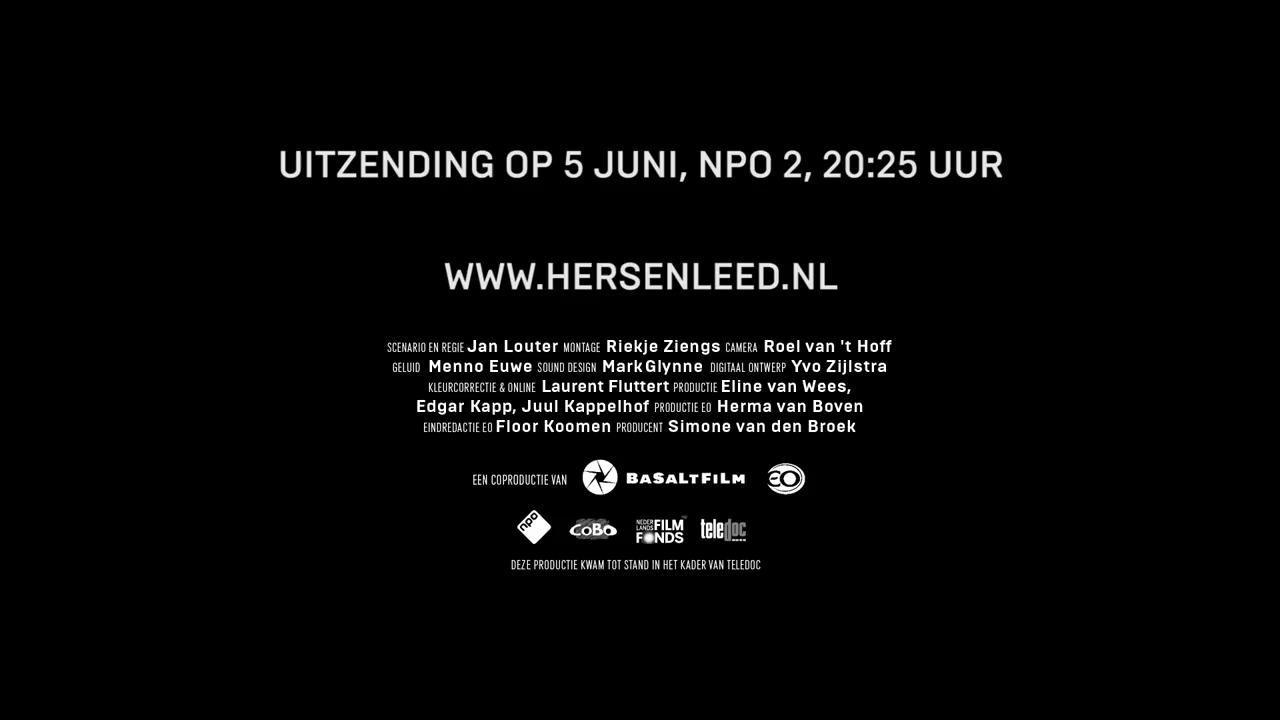 UITZENDING OP 5 JUNI, NPO 2, 20:25 UUR
WWW.HERSENLEED.NL
SCENARIO EN REGIE Jan Louter MONTAGE Riekje Ziengs CAMERA Roel van 't Hoff
GELUID Menno Euwe SOUND DESIGN Mark Glynne DIGITAAL ONTWERP Yvo Zijlstra
KLEURCORRECTIE & ONLINE Laurent Fluttert PRODUCTIE Eline van Wees,
Edgar Kapp, Juul Kappelhof PRODUCTIE EO Herma van Boven
EINDREDACTIE EO Floor Koomen PRODUCENT Simone van den Broek
EEN COPRODUCTIE VAN BASALTFILM EO
npo CoBO NEDERLANDS FILM FONDS teledoc
DEZE PRODUCTIE KWAM TOT STAND IN HET KADER VAN TELEDOC